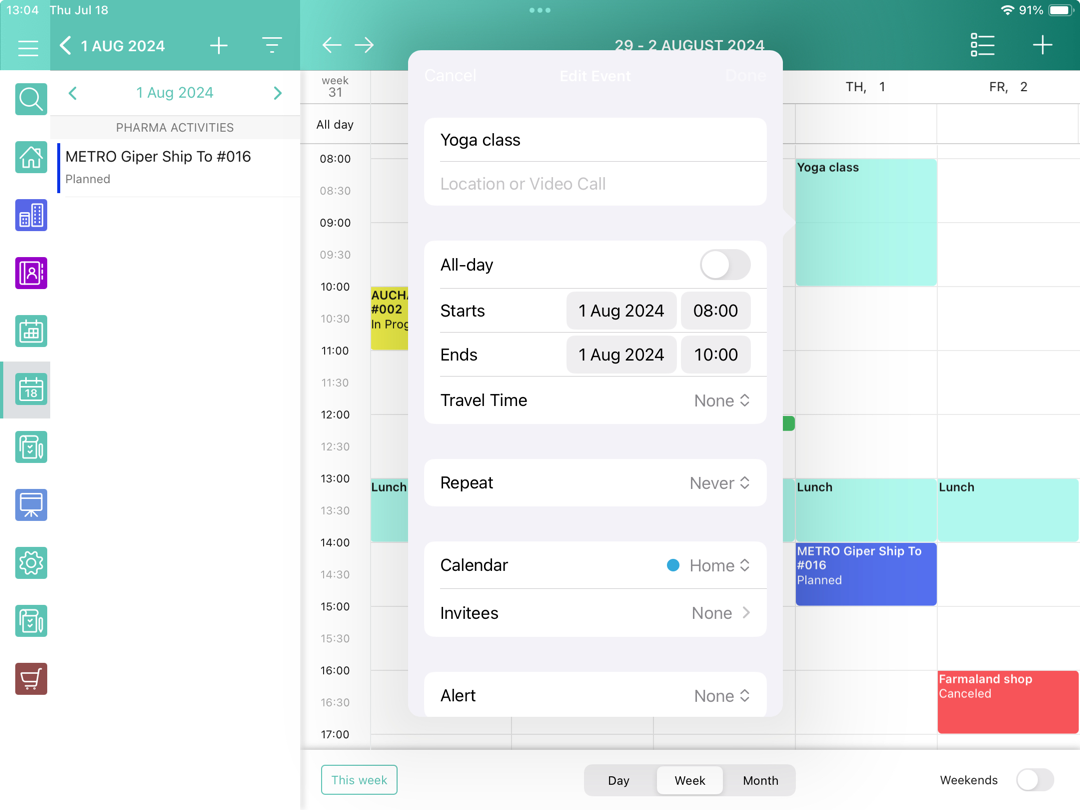 13:04 Thu Jul 18
91%
1 AUG 2024
29 - 2 AUGUST 2024
1 Aug 2024
PHARMA ACTIVITIES
METRO Giper Ship To #016
Planned
18
week
31
TH, 1
FR, 2
All day
08:00
08:30
09:00
09:30
10:00
10:30
11:00
11:30
12:00
12:30
13:00
13:30
14:00
14:30
15:00
15:30
16:00
16:30
17:00
#002
Lunch
Cancel
Edit Event
Done
Yoga class
Location or Video Call
All-day
Starts 1 Aug 2024 08:00
Ends 1 Aug 2024 10:00
Travel Time None
Repeat Never
Calendar Home
Invitees None
Alert None
Yoga class
Lunch
METRO Giper Ship To
#016
Planned
Lunch
Farmaland shop
Canceled
This week
Day
Week
Month
Weekends